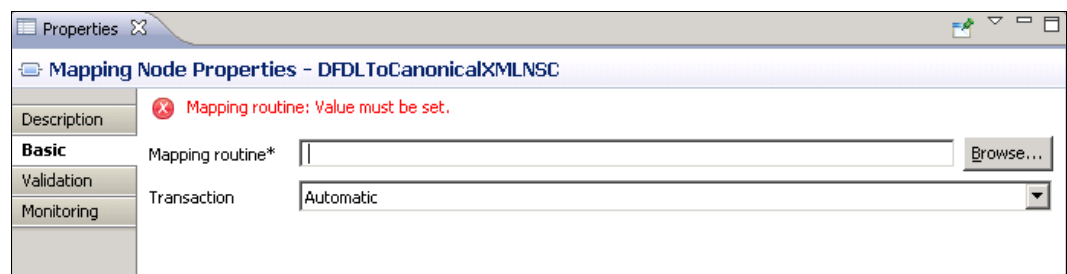 Properties
Mapping Node Properties - DFDLToCanonicalXMLNSC
Description
Mapping routine: Value must be set.
Basic
Mapping routine*
Browse...
Validation
Transaction
Automatic
Monitoring